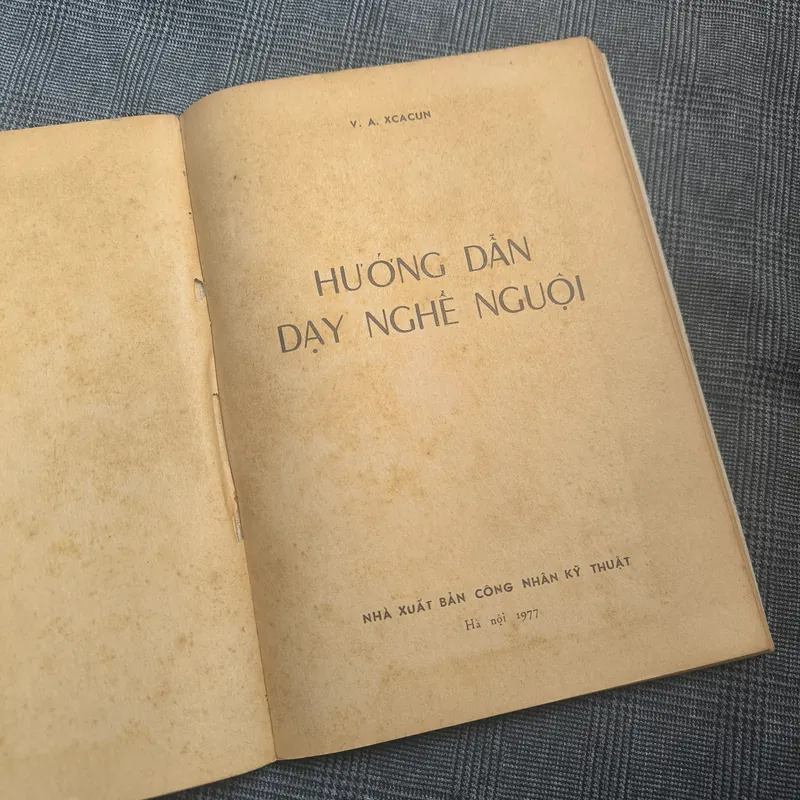 V. A. XCACUN
HƯỚNG DẪN
DẠY NGHỀ NGUỘI
NHÀ XUẤT BẢN CÔNG NHÂN KỸ THUẬT
Hà nội 1977